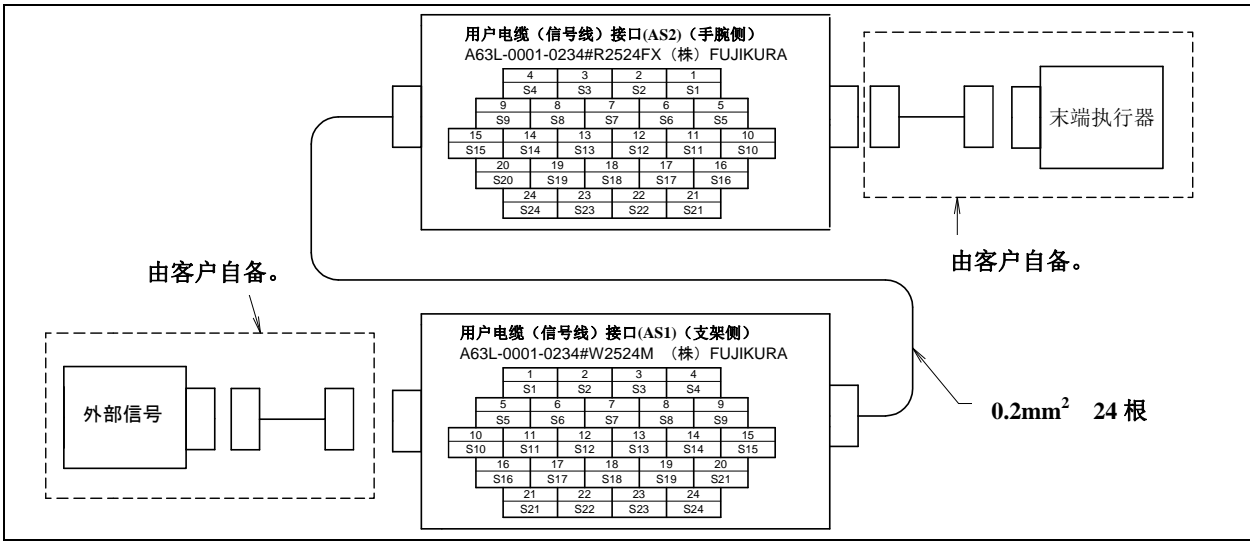 用户电缆（信号线）接口(AS2)（手腕侧）
A63L-0001-0234#R2524FX（株）FUJIKURA
4 3 2 1
S4 S3 S2 S1
9 8 7 6 5
S9 S8 S7 S6 S5
15 14 13 12 11 10
S15 S14 S13 S12 S11 S10
20 19 18 17 16
S20 S19 S18 S17 S16
24 23 22 21
S24 S23 S22 S21
末端执行器
由客户自备。
由客户自备。
用户电缆（信号线）接口(AS1)（支架侧）
A63L-0001-0234#W2524M （株）FUJIKURA
1 2 3 4
S1 S2 S3 S4
5 6 7 8 9
S5 S6 S7 S8 S9
10 11 12 13 14 15
S10 S11 S12 S13 S14 S15
16 17 18 19 20
S16 S17 S18 S19 S21
21 22 23 24
S21 S22 S23 S24
外部信号
0.2mm² 24 根